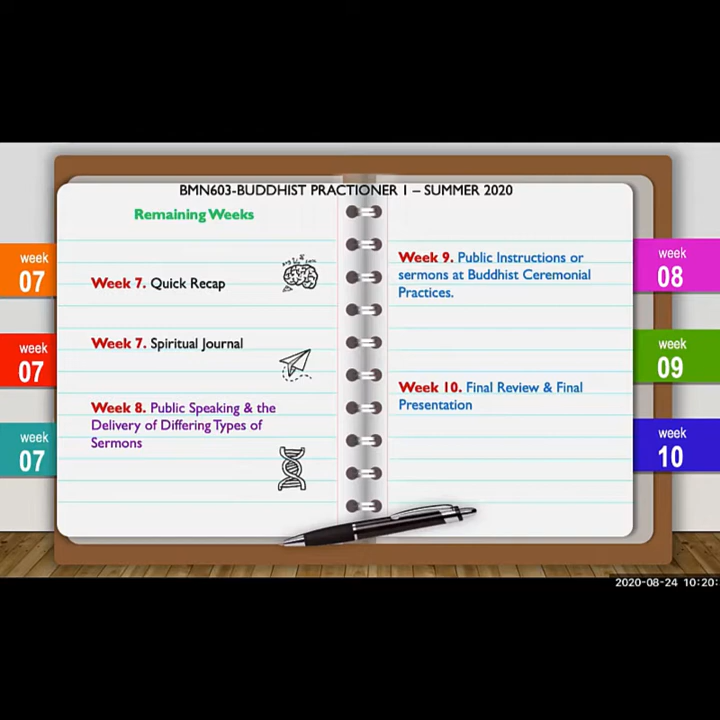 BMN603-BUDDHIST PRACTIONER 1 – SUMMER 2020
Remaining Weeks
week
07
Week 7. Quick Recap
week
07
Week 7. Spiritual Journal
week
07
Week 8. Public Speaking & the
Delivery of Differing Types of
Sermons
Week 9. Public Instructions or
sermons at Buddhist Ceremonial
Practices.
week
08
week
09
Week 10. Final Review & Final
Presentation
week
10
2020-08-24 10:20: